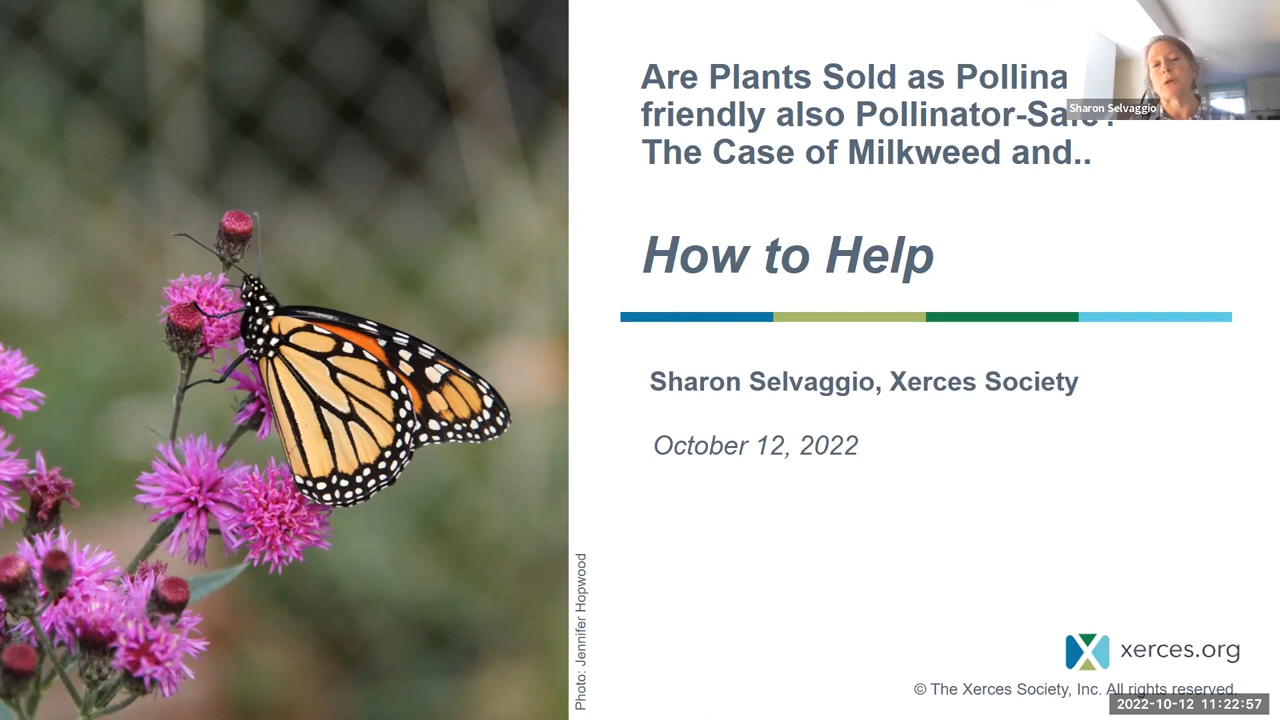 Are Plants Sold as Pollina
friendly also Pollinator-Safe?
The Case of Milkweed and..
Sharon Selvaggio
How to Help
Sharon Selvaggio, Xerces Society
October 12, 2022
Photo: Jennifer Hopwood
xerces.org
© The Xerces Society, Inc. All rights reserved.
2022-10-12 11:22:57